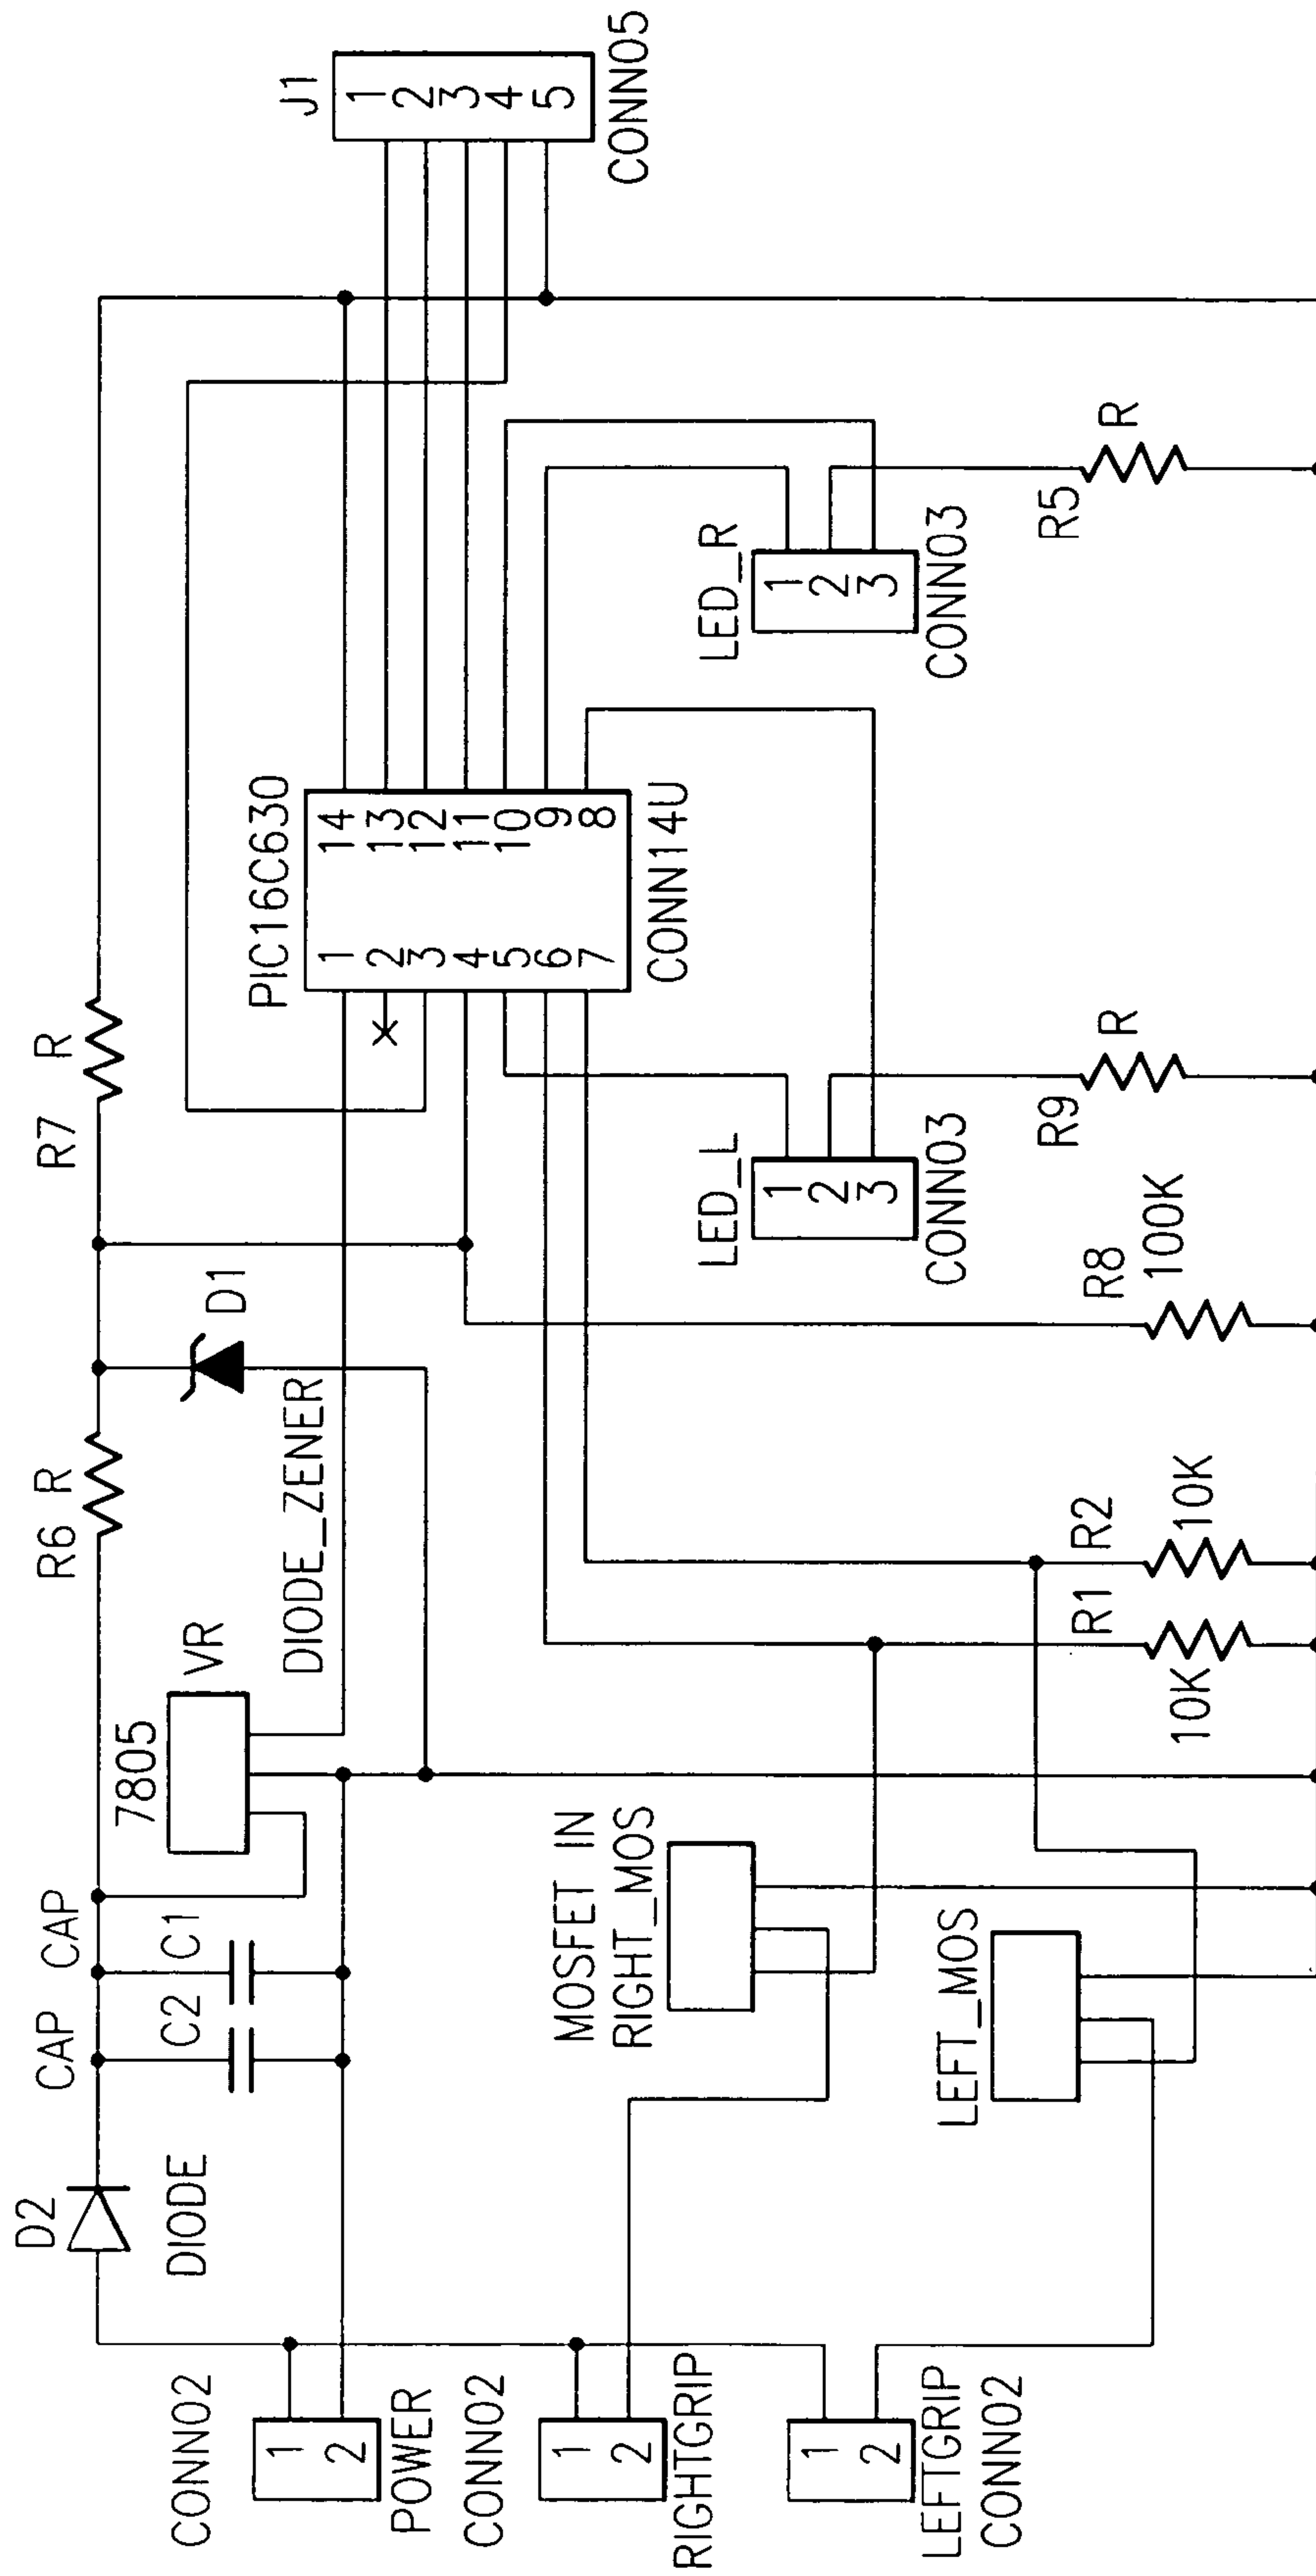 CONN02
1
2
POWER
CONN02
1
2
RIGHTGRIP
1
2
LEFTGRIP
CONN02
D2
DIODE
CAP
C2
CAP
C1
7805
VR
MOSFET IN
RIGHT_MOS
LEFT_MOS
R6 R
DIODE_ZENER
D1
R1
10K
R2
10K
R8
100K
R7 R
PIC16C630
1 14
2 13
3 12
4 11
5 10
6 9
7 8
CONN14U
LED_L
1
2
3
CONN03
R9 R
LED_R
1
2
3
CONN03
R5 R
J1
1
2
3
4
5
CONN05